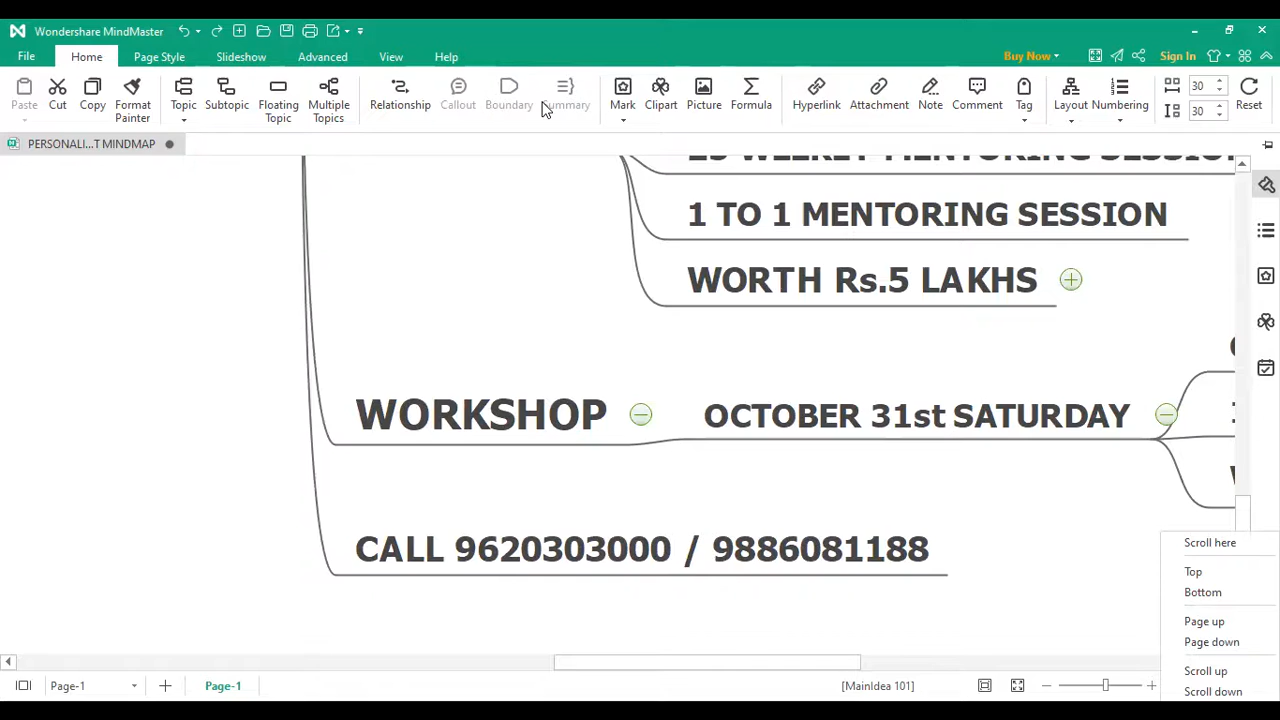 Wondershare MindMaster
File Home Page Style Slideshow Advanced View Help Buy Now Sign In
Paste Cut Copy Format Painter Topic Subtopic Floating Topic Multiple Topics Relationship Callout Boundary Summary Mark Clipart Picture Formula Hyperlink Attachment Note Comment Tag Layout Numbering 30 30 Reset
PERSONALI...T MINDMAP
WEEKLY MENTORING
1 TO 1 MENTORING SESSION
WORTH Rs.5 LAKHS
WORKSHOP
OCTOBER 31st SATURDAY
CALL 9620303000 / 9886081188
Scroll here
Top
Bottom
Page up
Page down
Scroll up
Scroll down
Page-1 Page-1 [MainIdea 101]